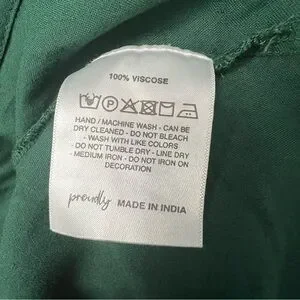 100% VISCOSE
P
HAND / MACHINE WASH - CAN BE
DRY CLEANED - DO NOT BLEACH
- WASH WITH LIKE COLORS
- DO NOT TUMBLE DRY - LINE DRY
- MEDIUM IRON - DO NOT IRON ON
DECORATION
proudly MADE IN INDIA